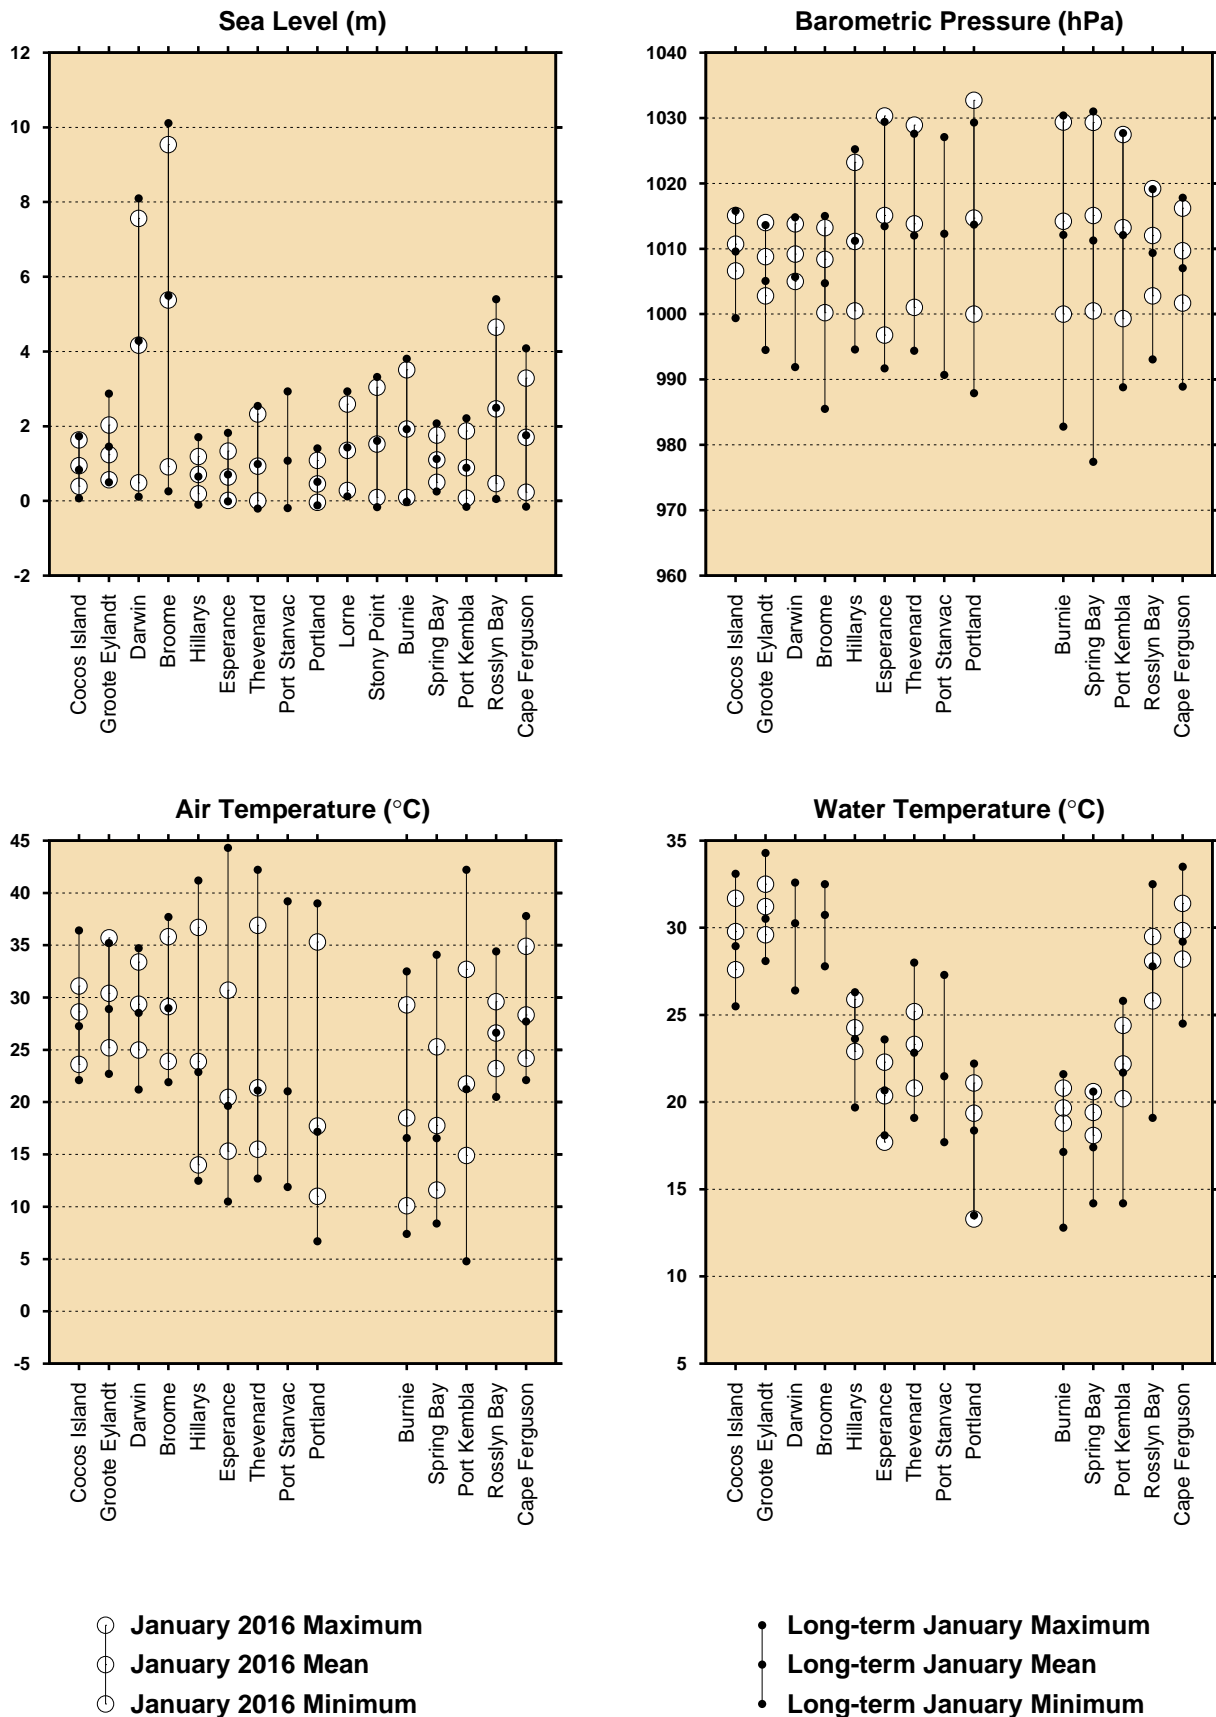 Sea Level (m)
12
10
8
6
4
2
0
-2
Cocos Island
Groote Eylandt
Darwin
Broome
Hillarys
Esperance
Thevenard
Port Stanvac
Portland
Lorne
Stony Point
Burnie
Spring Bay
Port Kembla
Rosslyn Bay
Cape Ferguson
Barometric Pressure (hPa)
1040
1030
1020
1010
1000
990
980
970
960
Cocos Island
Groote Eylandt
Darwin
Broome
Hillarys
Esperance
Thevenard
Port Stanvac
Portland
Burnie
Spring Bay
Port Kembla
Rosslyn Bay
Cape Ferguson
Air Temperature (°C)
45
40
35
30
25
20
15
10
5
0
-5
Cocos Island
Groote Eylandt
Darwin
Broome
Hillarys
Esperance
Thevenard
Port Stanvac
Portland
Burnie
Spring Bay
Port Kembla
Rosslyn Bay
Cape Ferguson
Water Temperature (°C)
35
30
25
20
15
10
5
Cocos Island
Groote Eylandt
Darwin
Broome
Hillarys
Esperance
Thevenard
Port Stanvac
Portland
Burnie
Spring Bay
Port Kembla
Rosslyn Bay
Cape Ferguson
January 2016 Maximum
January 2016 Mean
January 2016 Minimum
Long-term January Maximum
Long-term January Mean
Long-term January Minimum